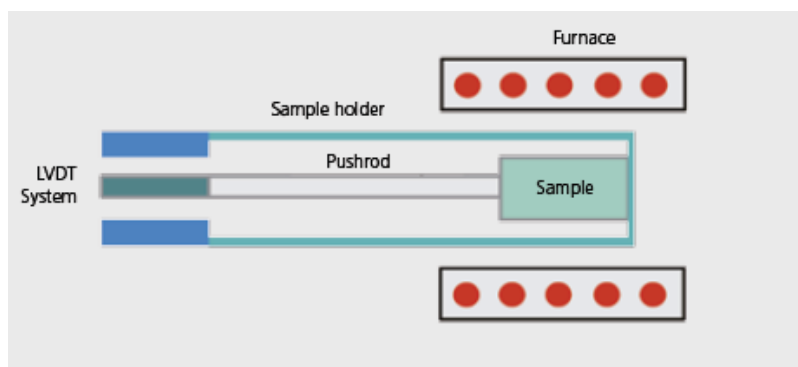 Furnace
Sample holder
Pushrod
LVDT
System
Sample